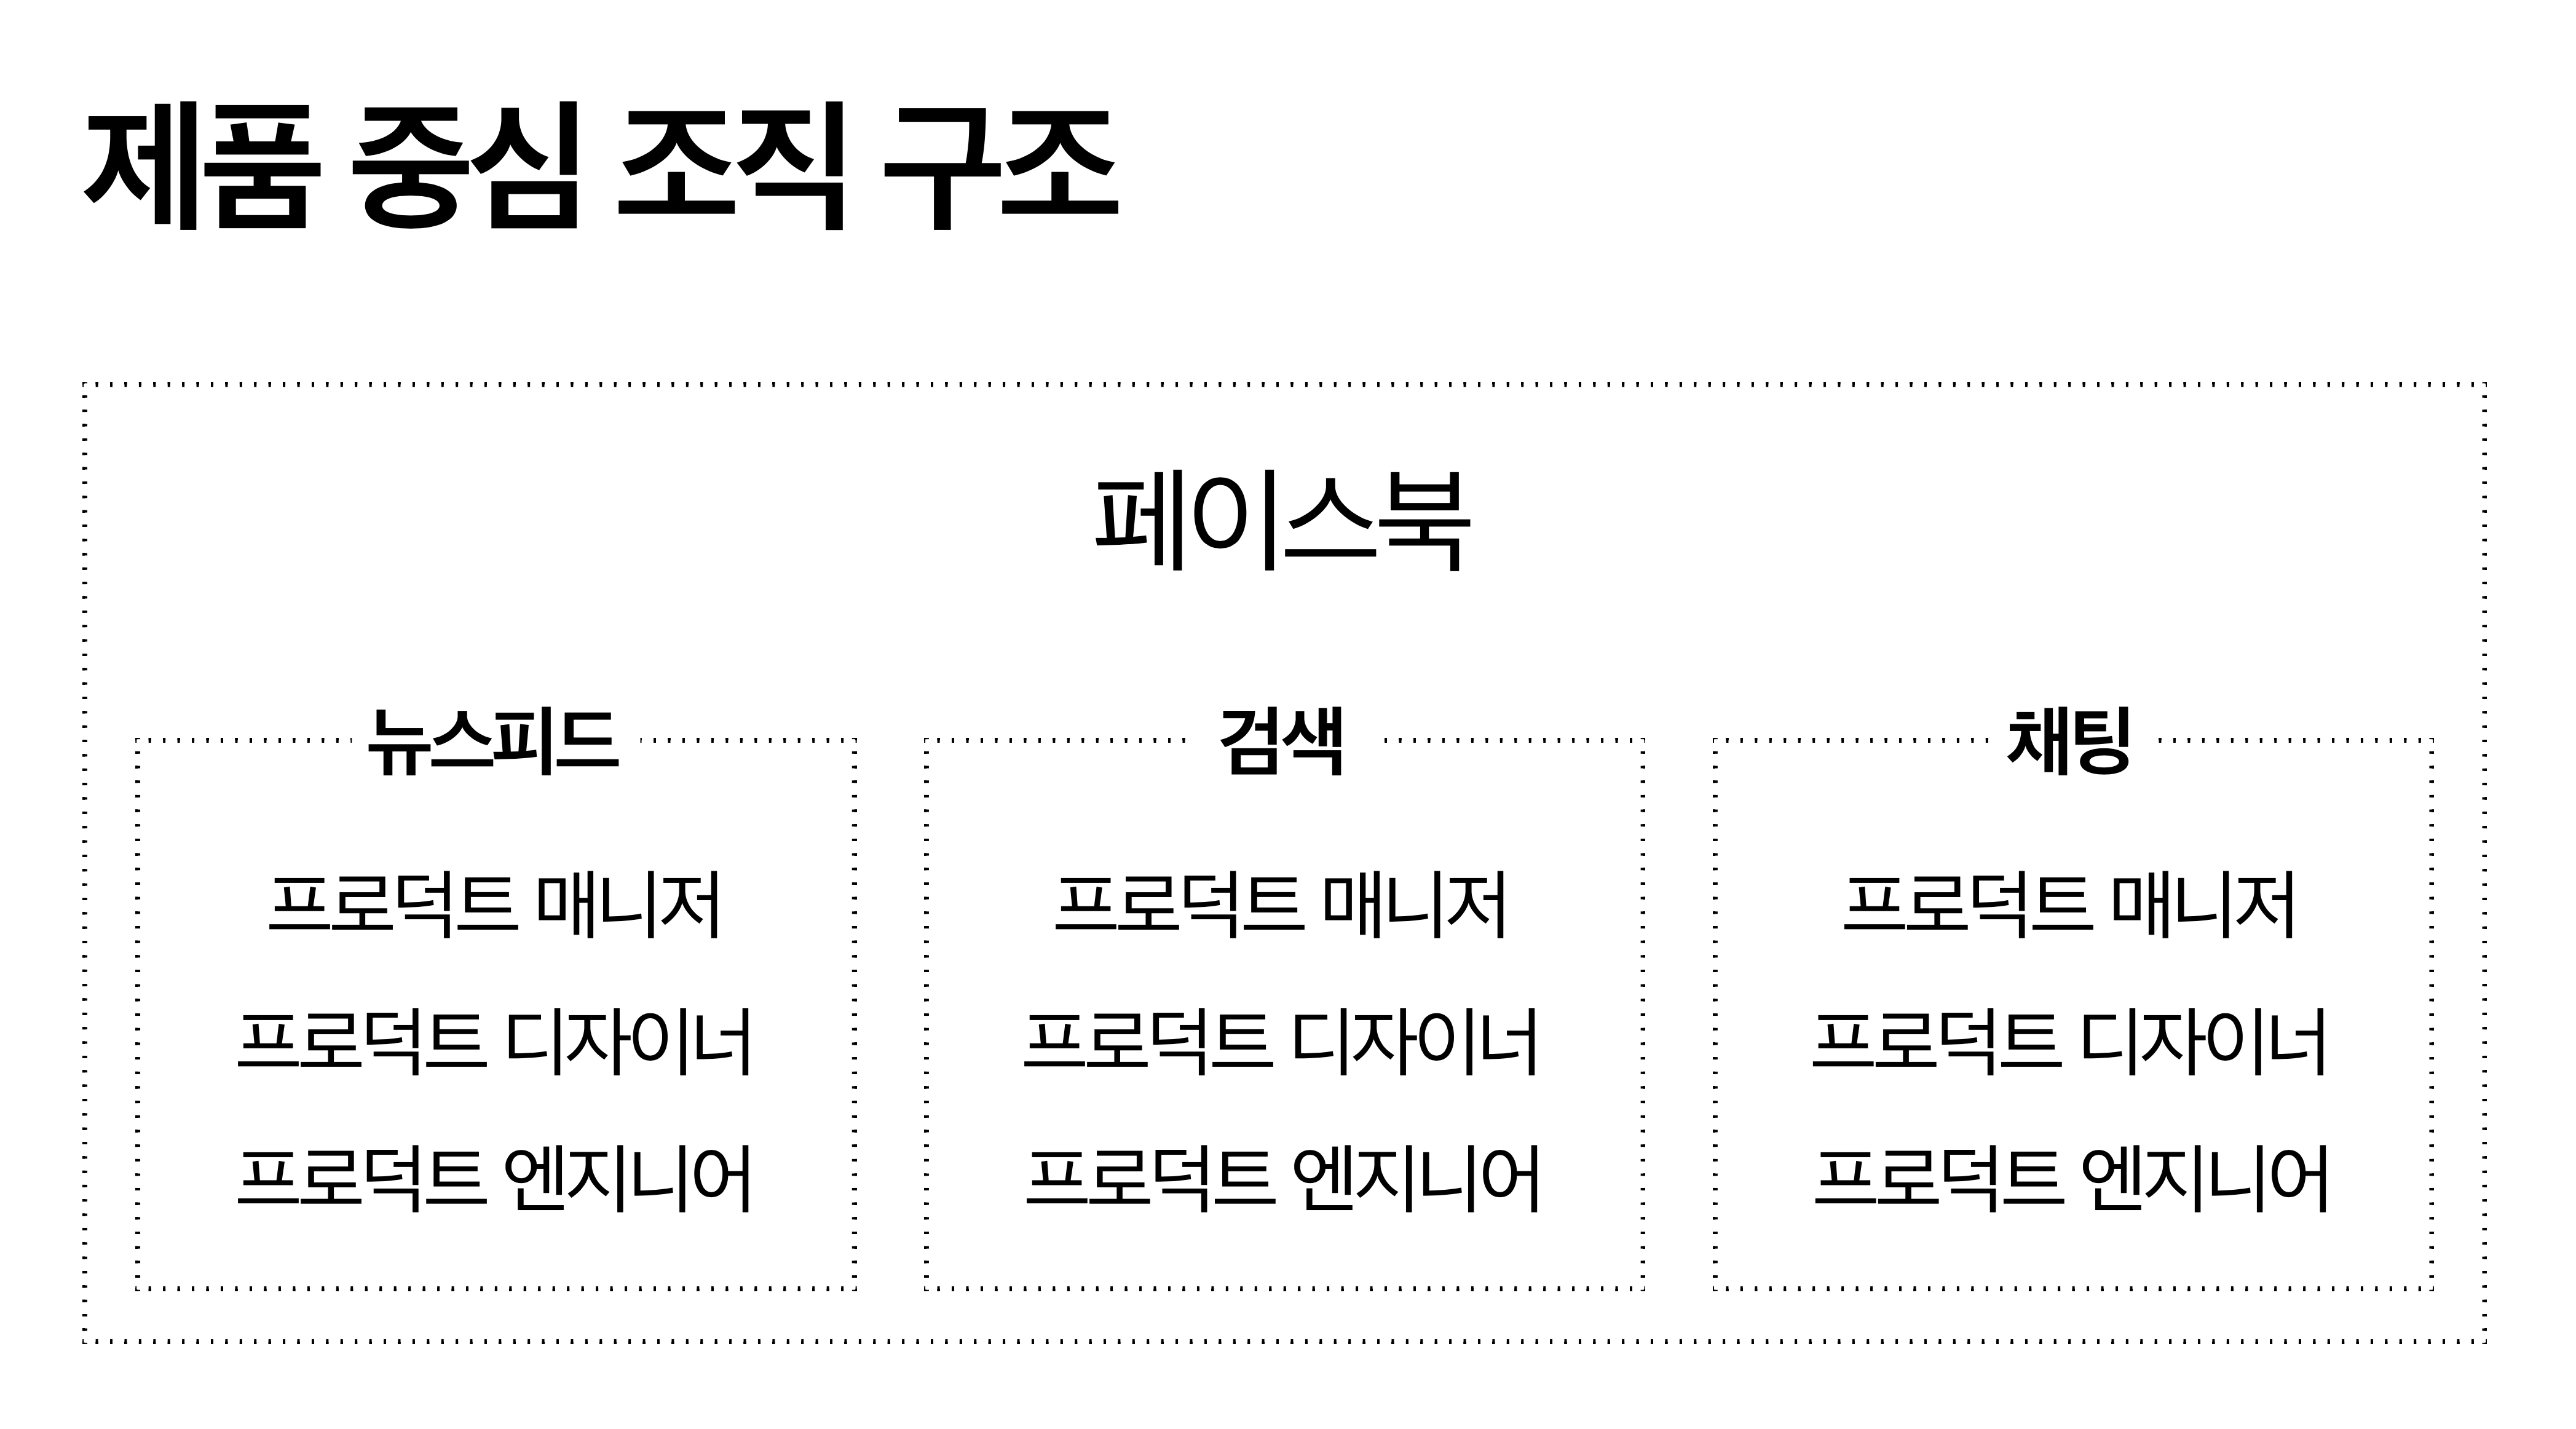 제품 중심 조직 구조
페이스북
뉴스피드
프로덕트 매니저
프로덕트 디자이너
프로덕트 엔지니어
검색
프로덕트 매니저
프로덕트 디자이너
프로덕트 엔지니어
채팅
프로덕트 매니저
프로덕트 디자이너
프로덕트 엔지니어